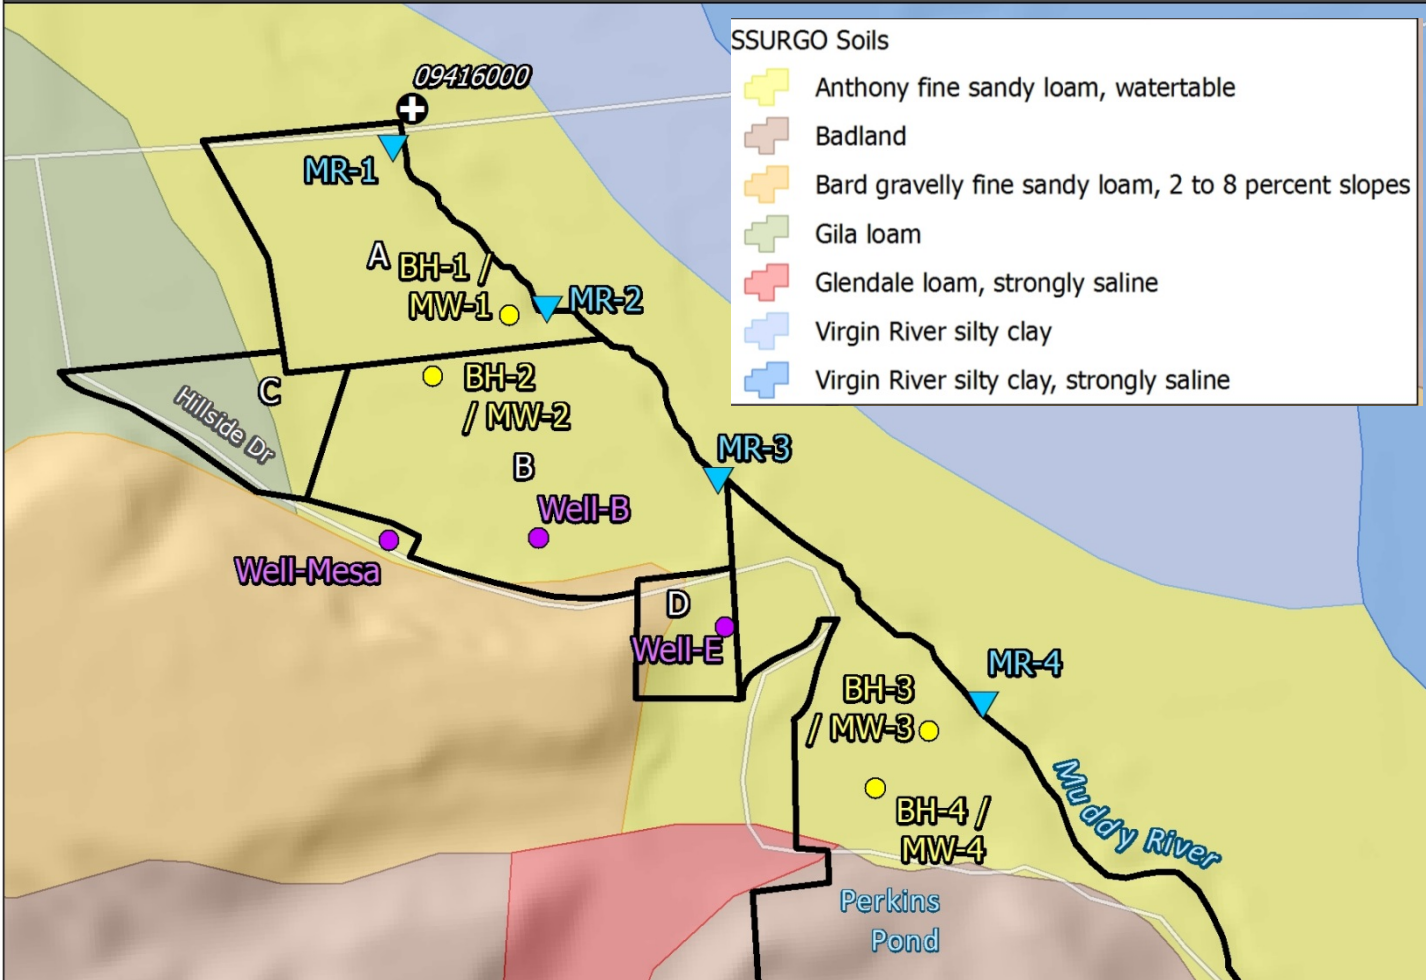 SSURGO Soils
Anthony fine sandy loam, watertable
Badland
Bard gravelly fine sandy loam, 2 to 8 percent slopes
Gila loam
Glendale loam, strongly saline
Virgin River silty clay
Virgin River silty clay, strongly saline
09416000
MR-1
A
BH-1 /
MW-1
MR-2
C
Hillside Dr
BH-2
/ MW-2
MR-3
B
Well-B
Well-Mesa
D
Well-E
MR-4
BH-3
/ MW-3
BH-4 /
MW-4
Muddy River
Perkins
Pond